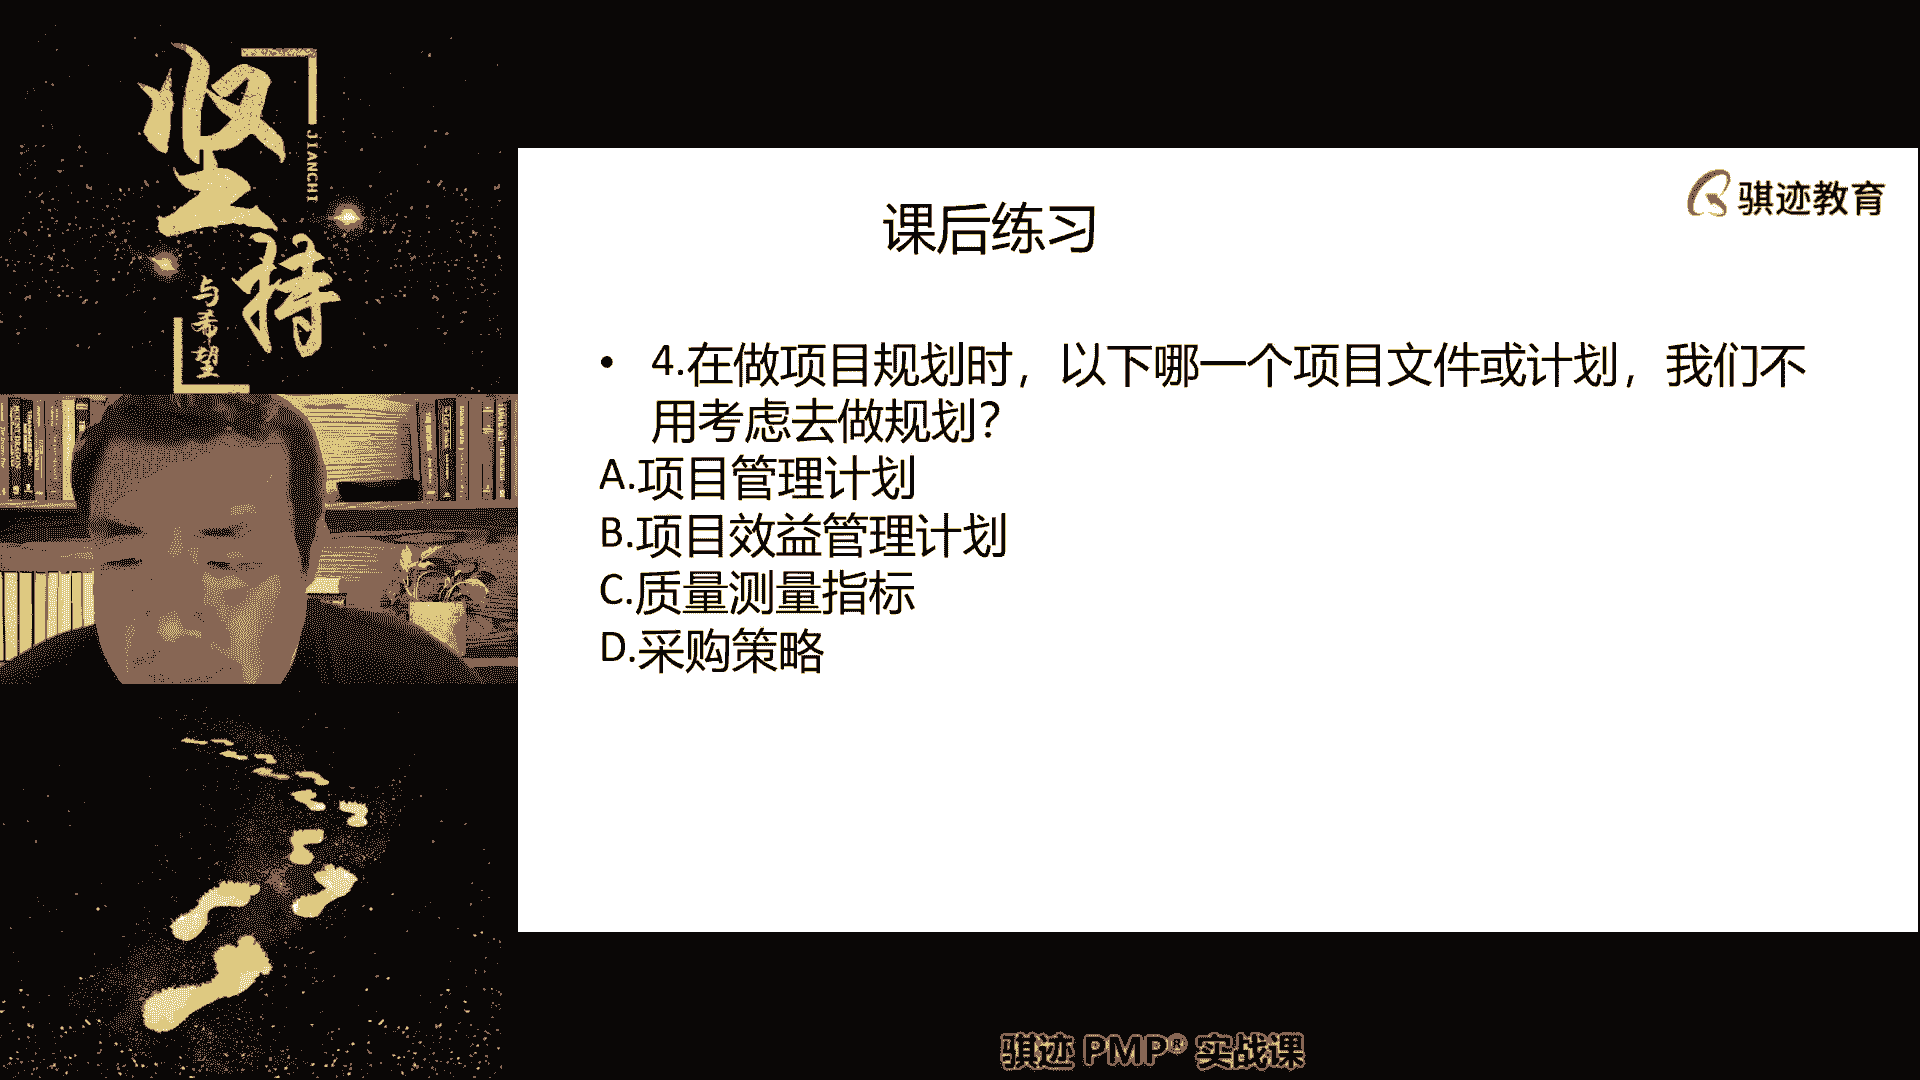 坚持
JIANCHI
与希望
骐迹教育
课后练习
• 4.在做项目规划时，以下哪一个项目文件或计划，我们不
用考虑去做规划？
A.项目管理计划
B.项目效益管理计划
C.质量测量指标
D.采购策略
骐迹 PMP® 实战课